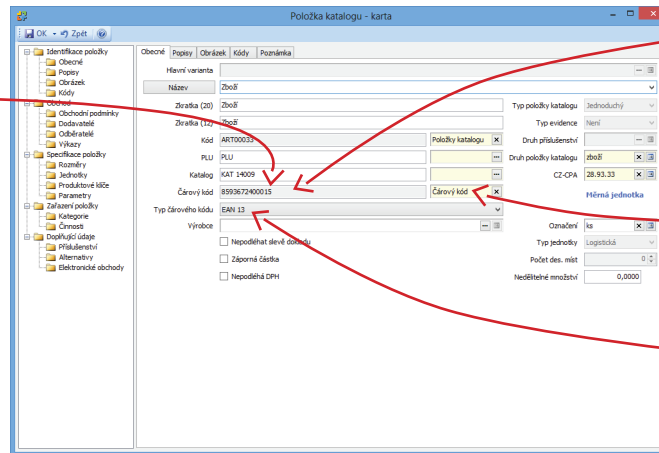 Položka katalogu - karta
OK Zpět
Identifikace položky
Obecné
Popisy
Obrázek
Kódy
Obchod
Obchodní podmínky
Dodavatelé
Odběratelé
Výkazy
Specifikace položky
Rozměry
Jednotky
Produktové klíče
Parametry
Zařazení položky
Kategorie
Činnosti
Doplňující údaje
Příslušenství
Alternativy
Elektronické obchody
Obecné Popisy Obrázek Kódy Poznámka
Hlavní varianta
Název Zboží
Zkratka (20) Zboží Typ položky katalogu Jednoduchý
Zkratka (12) Zboží Typ evidence Není
Kód ART00033 Položky katalogu Druh příslušenství
PLU PLU Druh položky katalogu zboží
Katalog KAT 14009 CZ-CPA 28.93.33
Čárový kód 8593672400015 Čárový kód Měrná jednotka
Typ čárového kódu EAN 13
Výrobce Označení ks
Nepodléhat slevě dokladu Typ jednotky Logistická
Záporná částka Počet des. míst 0
Nepodléhá DPH Nedělitelné množství 0,0000